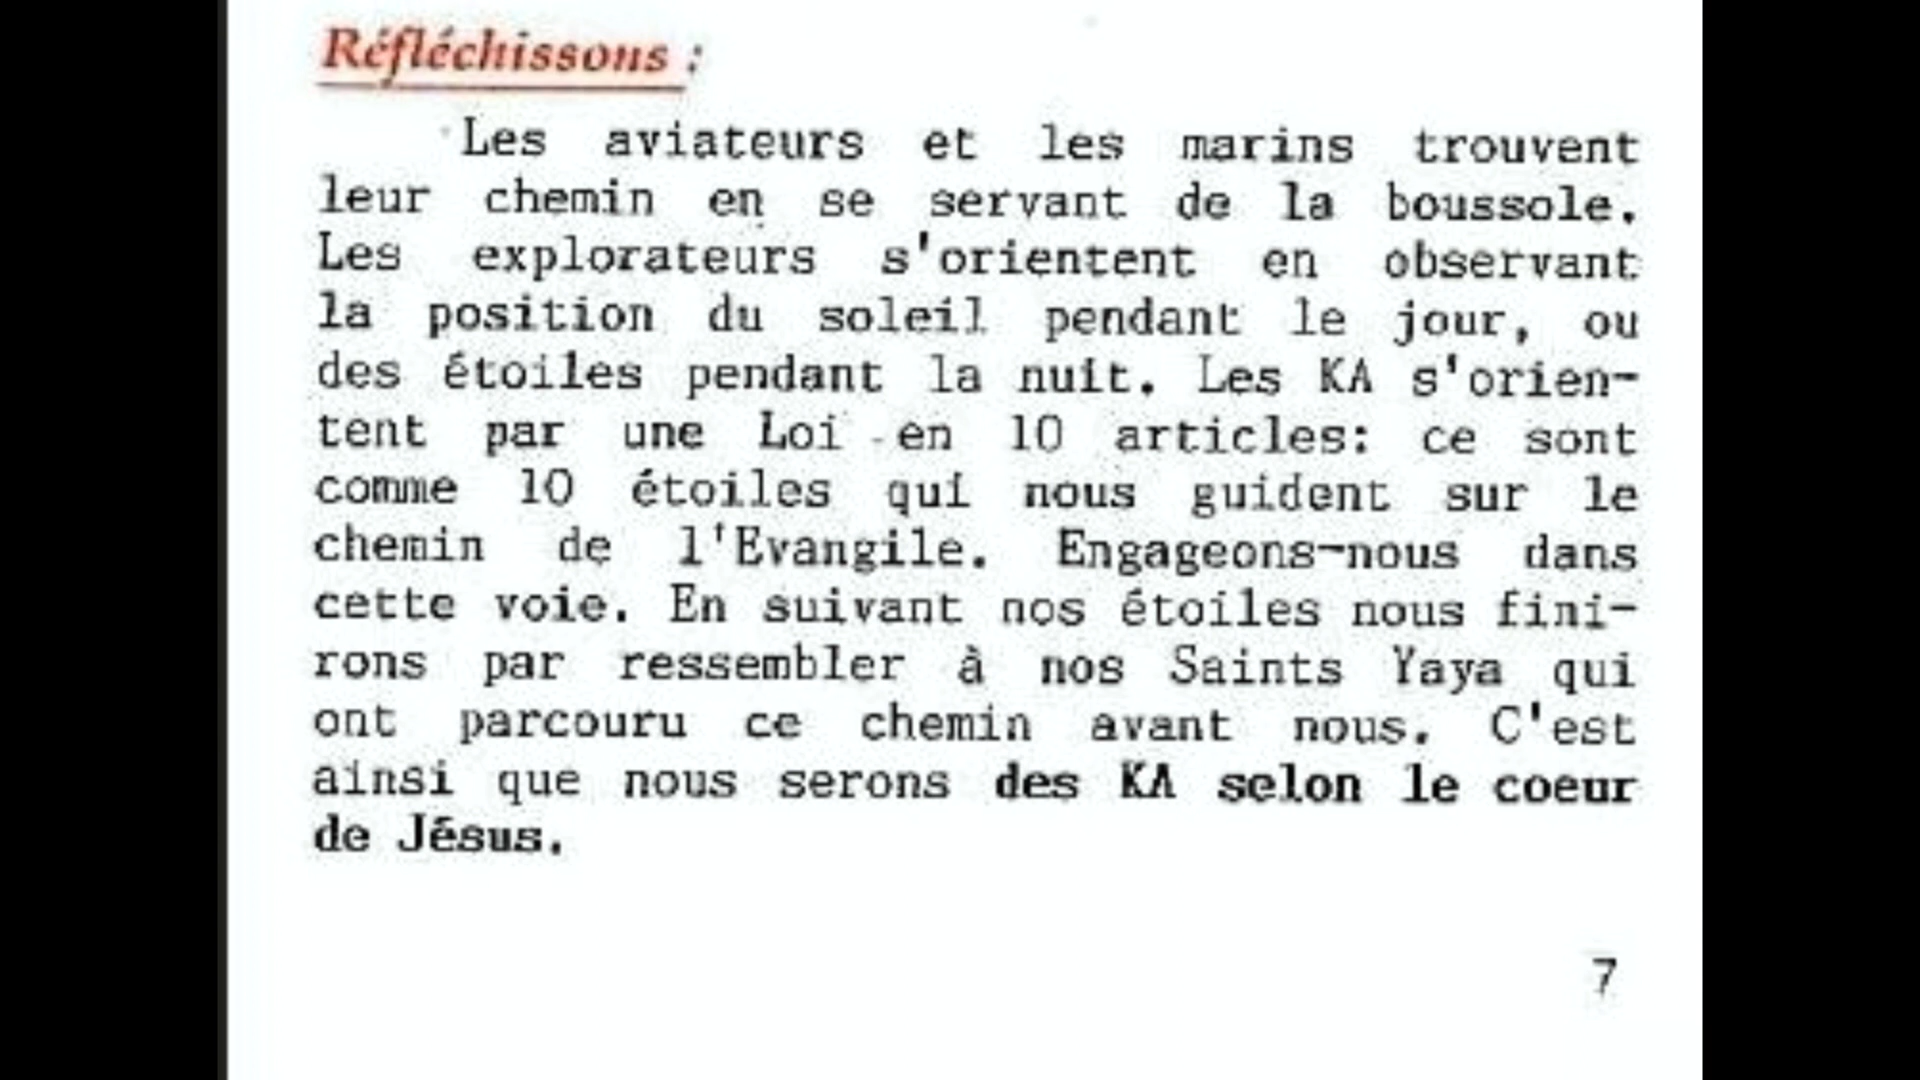 Réfléchissons :
Les aviateurs et les marins trouvent
leur chemin en se servant de la boussole.
Les explorateurs s'orientent en observant
la position du soleil pendant le jour, ou
des étoiles pendant la nuit. Les KA s'orien-
tent par une Loi en 10 articles: ce sont
comme 10 étoiles qui nous guident sur le
chemin de l'Evangile. Engageons-nous dans
cette voie. En suivant nos étoiles nous fini-
rons par ressembler à nos Saints Yaya qui
ont parcouru ce chemin avant nous. C'est
ainsi que nous serons des KA selon le coeur
de Jésus.
7